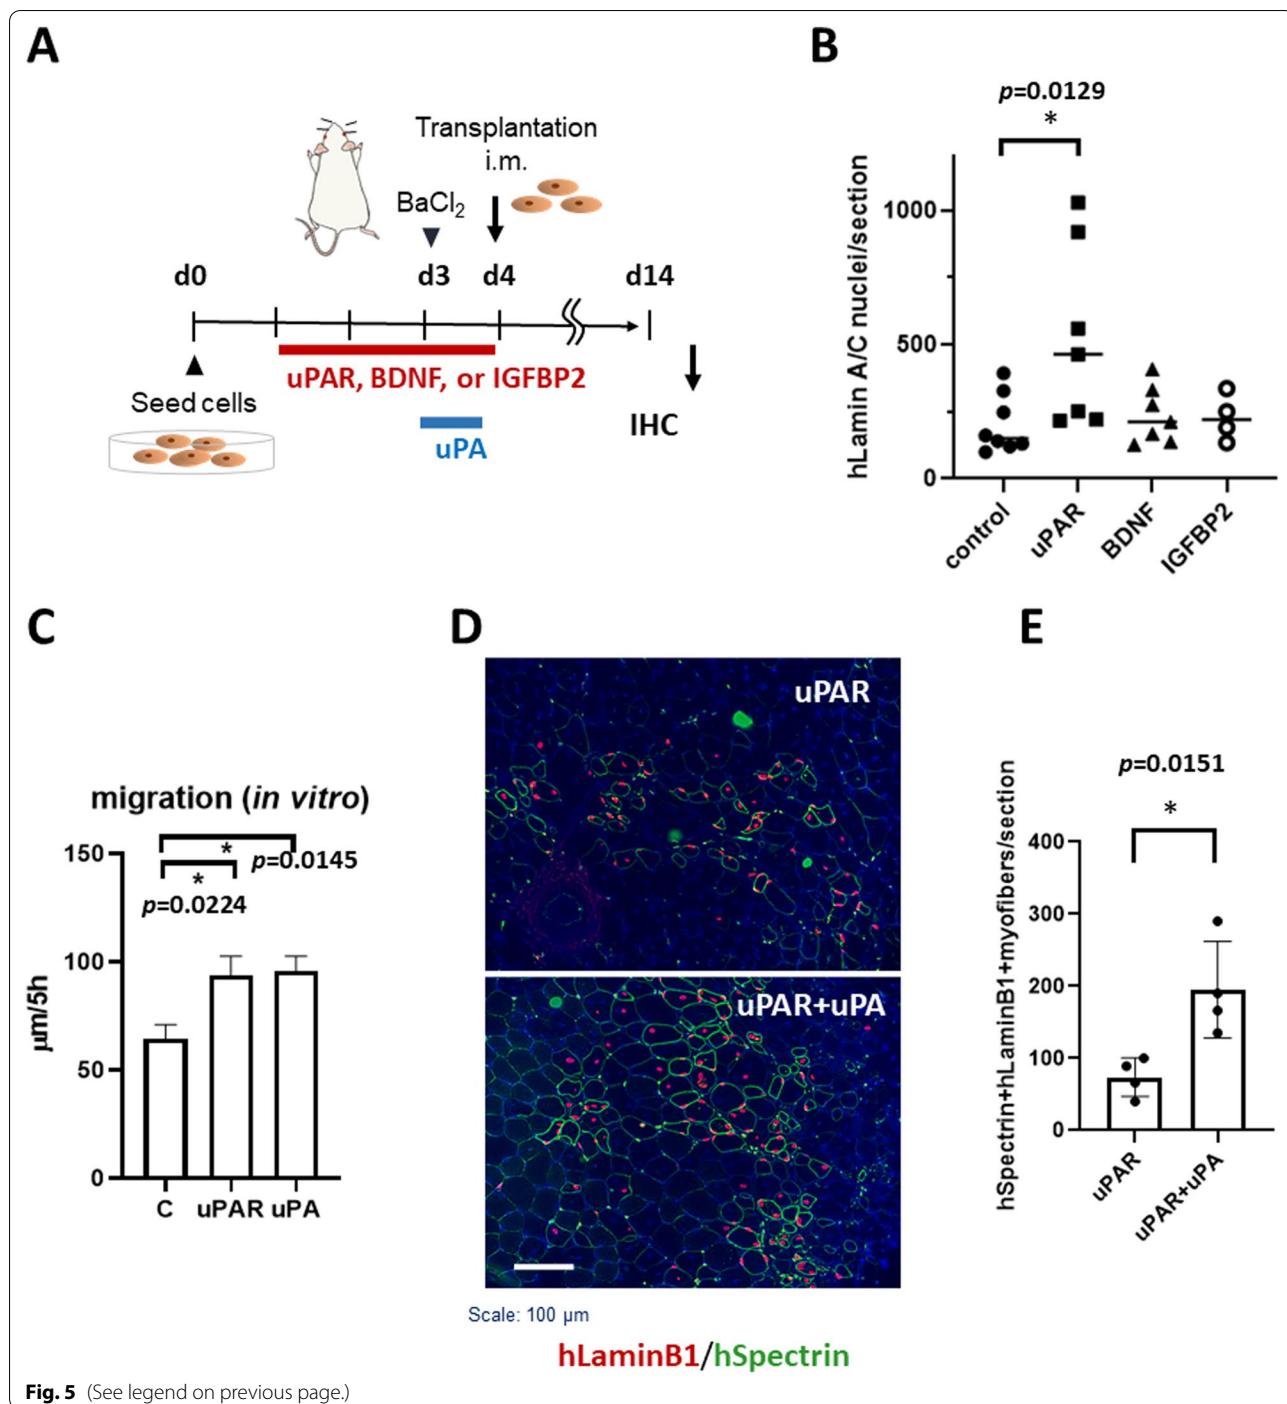 A
Transplantation
i.m.
BaCl2
d0
d3
d4
d14
uPAR, BDNF, or IGFBP2
Seed cells
uPA
IHC
B
p=0.0129
*
hLamin A/C nuclei/section
1000
500
0
control
uPAR
BDNF
IGFBP2
C
migration (in vitro)
*
p=0.0145
*
p=0.0224
µm/5h
150
100
50
0
C
uPAR
uPA
D
uPAR
uPAR+uPA
Scale: 100 µm
hLaminB1/hSpectrin
E
p=0.0151
*
hSpectrin+hLaminB1+myofibers/section
400
300
200
100
0
uPAR
uPAR+uPA
Fig. 5 (See legend on previous page.)